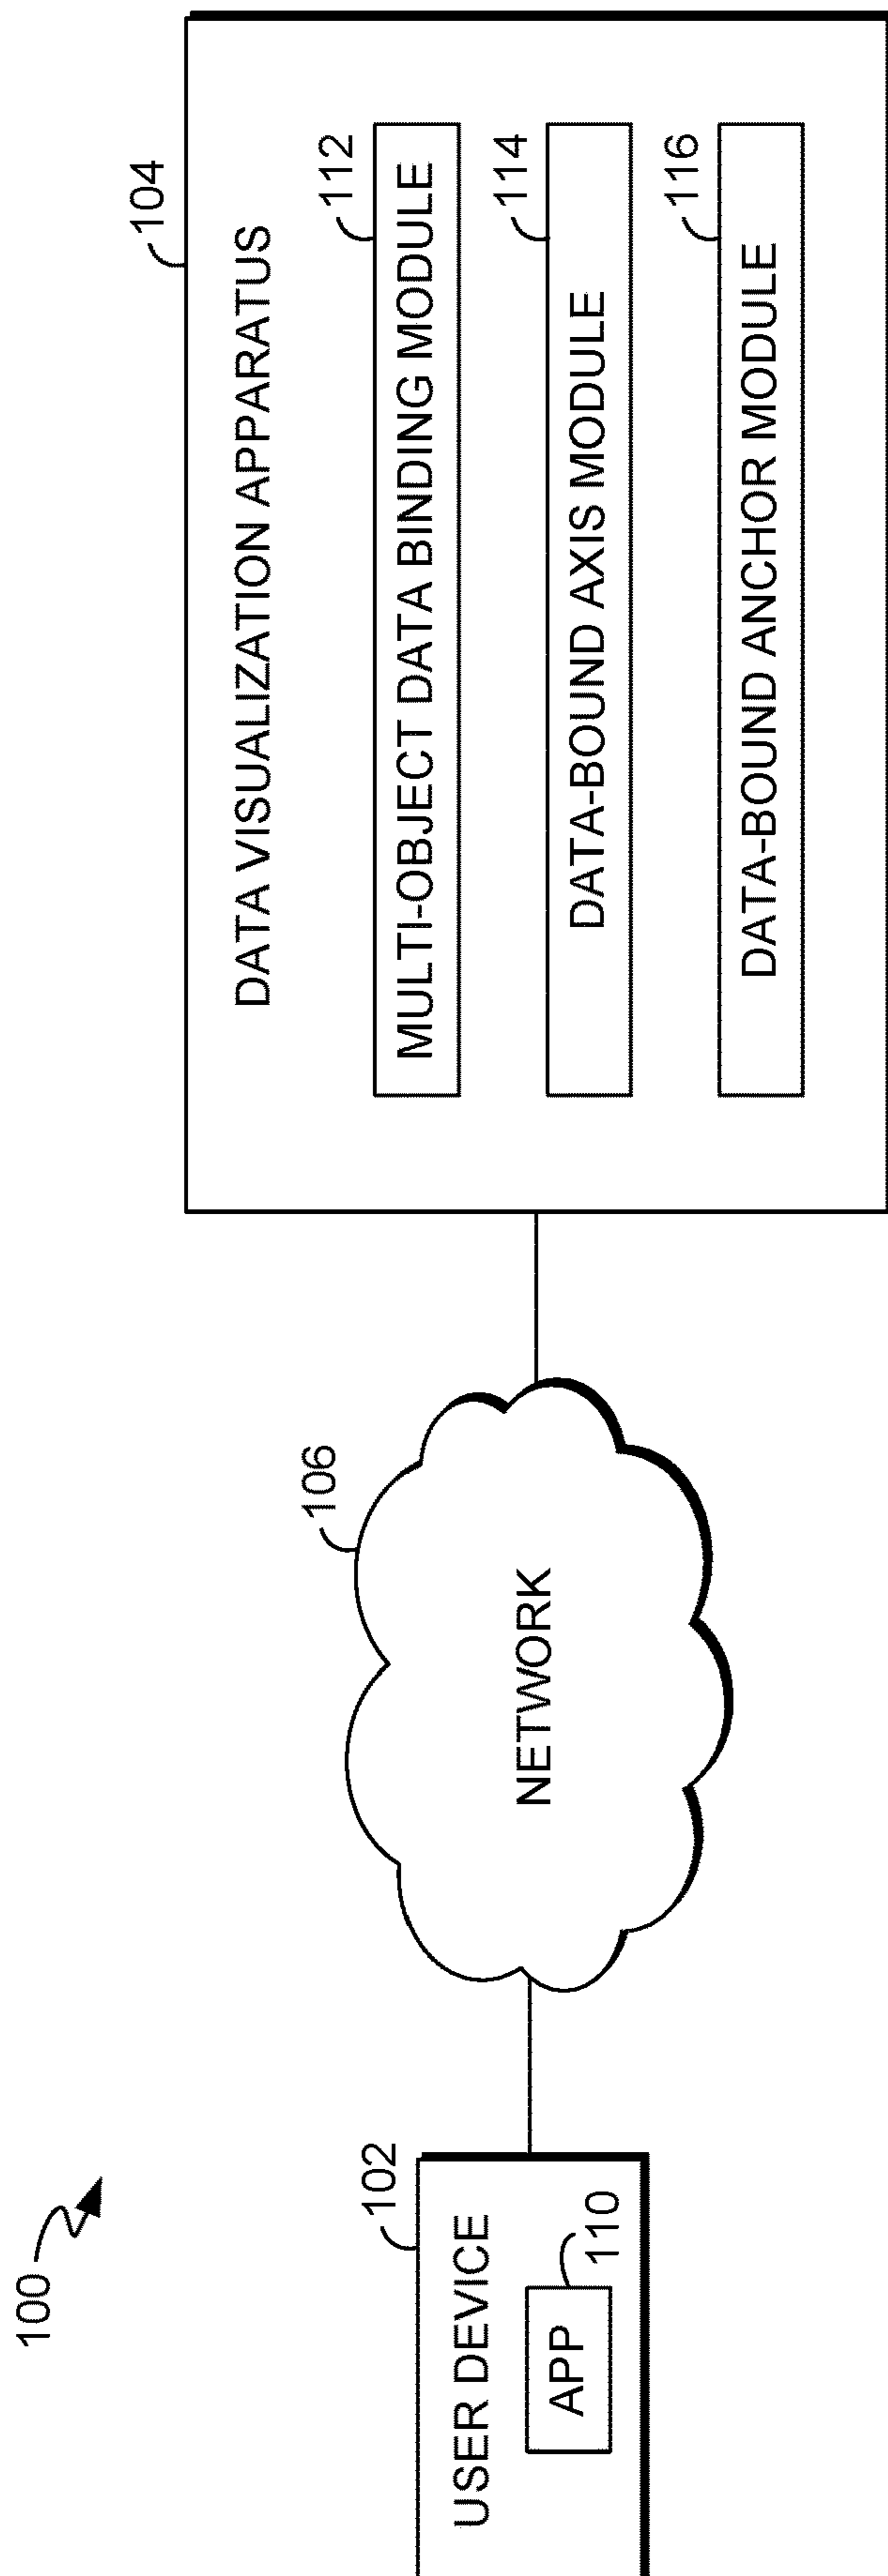 100
102
USER DEVICE
APP
110
106
NETWORK
104
DATA VISUALIZATION APPARATUS
112
MULTI-OBJECT DATA BINDING MODULE
114
DATA-BOUND AXIS MODULE
116
DATA-BOUND ANCHOR MODULE